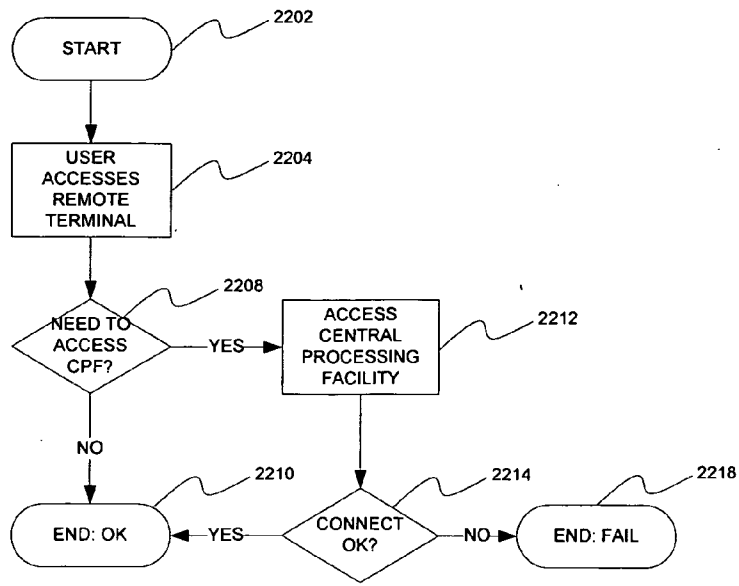 START
2202
USER
ACCESSES
REMOTE
TERMINAL
2204
NEED TO
ACCESS
CPF?
2208
YES
ACCESS
CENTRAL
PROCESSING
FACILITY
2212
NO
END: OK
2210
YES
CONNECT
OK?
2214
NO
END: FAIL
2218